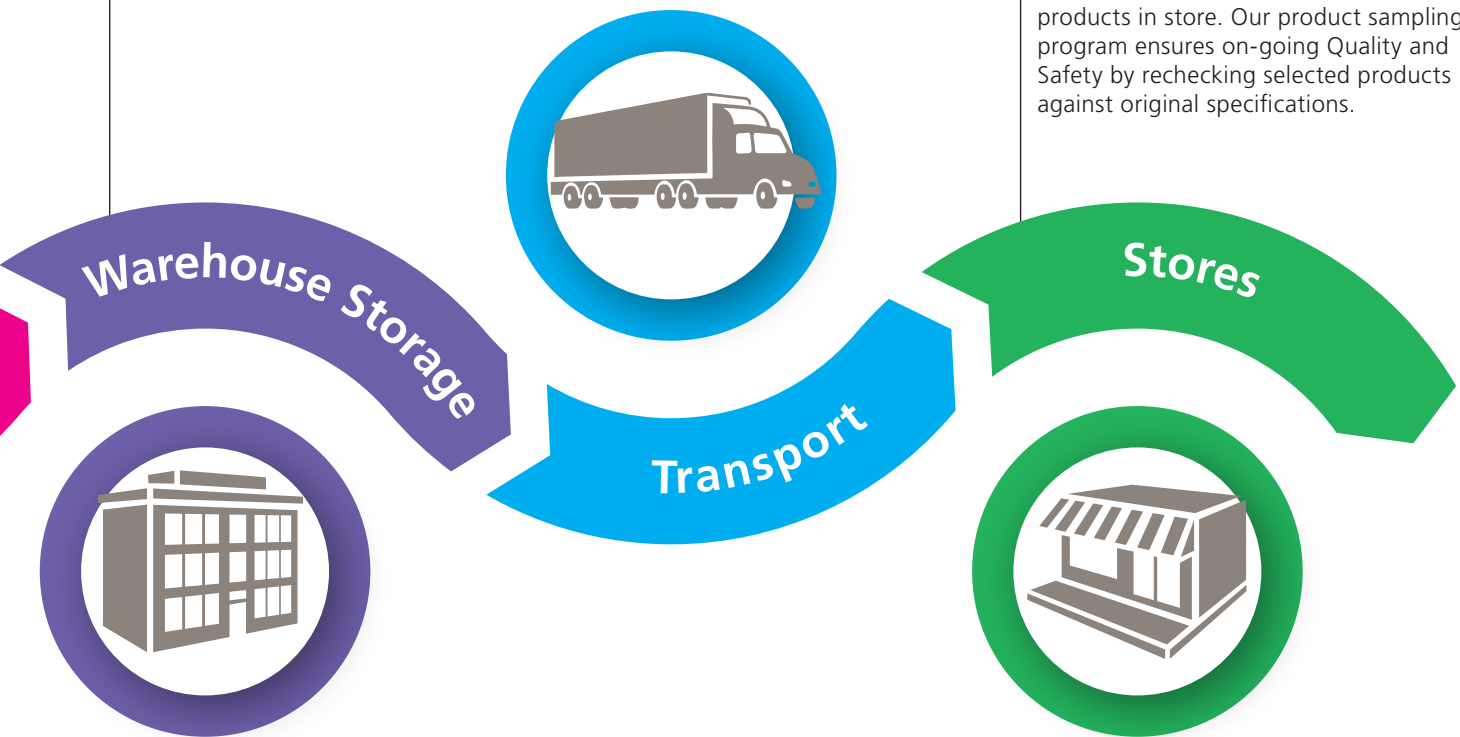 products in store. Our product sampling
program ensures on-going Quality and
Safety by rechecking selected products
against original specifications.
Warehouse Storage
Transport
Stores